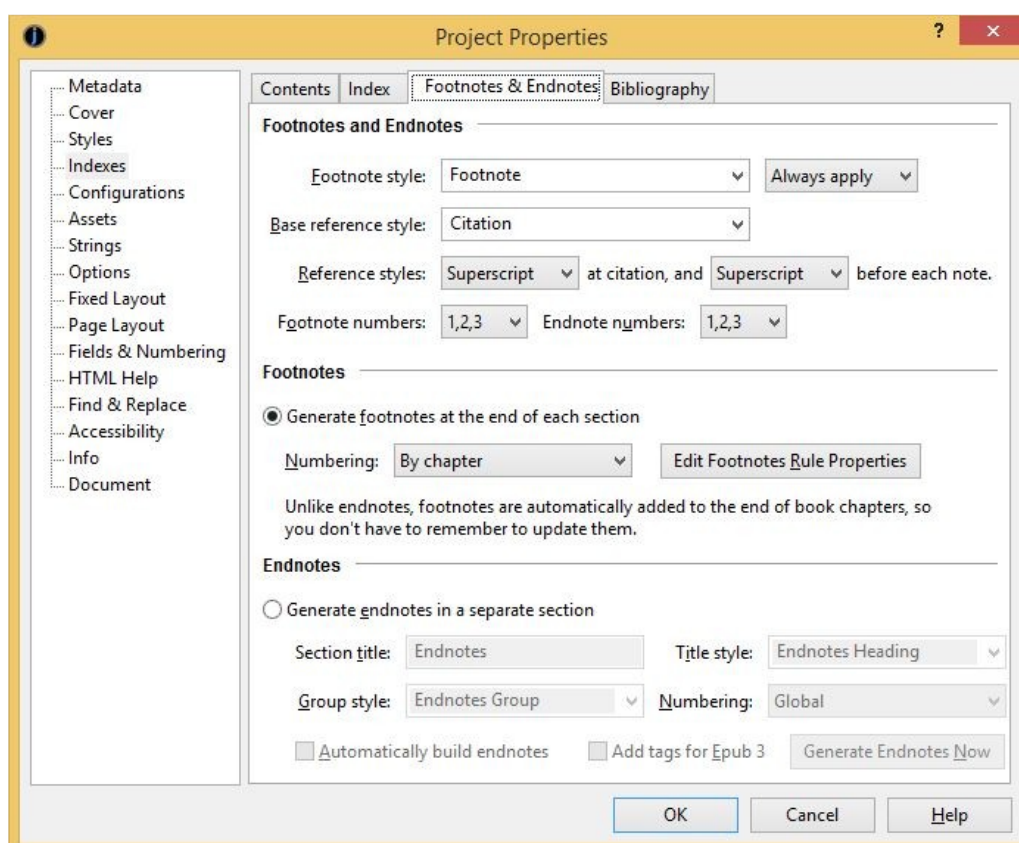 Project Properties
?
×
Metadata
Cover
Styles
Indexes
Configurations
Assets
Strings
Options
Fixed Layout
Page Layout
Fields & Numbering
HTML Help
Find & Replace
Accessibility
Info
Document
Contents Index Footnotes & Endnotes Bibliography
Footnotes and Endnotes
Footnote style: Footnote Always apply
Base reference style: Citation
Reference styles: Superscript at citation, and Superscript before each note.
Footnote numbers: 1,2,3 Endnote numbers: 1,2,3
Footnotes
Generate footnotes at the end of each section
Numbering: By chapter Edit Footnotes Rule Properties
Unlike endnotes, footnotes are automatically added to the end of book chapters, so
you don't have to remember to update them.
Endnotes
Generate endnotes in a separate section
Section title: Endnotes Title style: Endnotes Heading
Group style: Endnotes Group Numbering: Global
Automatically build endnotes Add tags for Epub 3 Generate Endnotes Now
OK Cancel Help